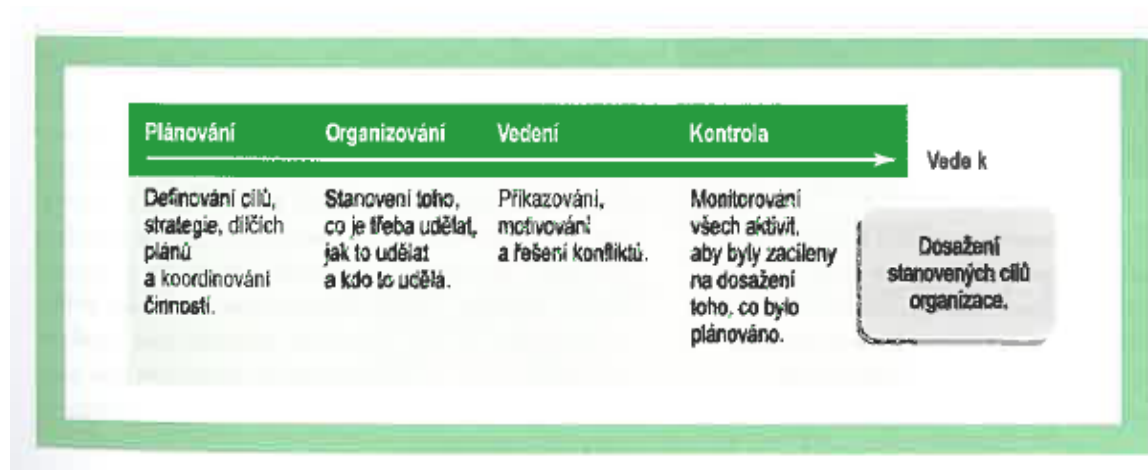 Plánování
Organizování
Vedení
Kontrola
Vede k
Definování cílů,
strategie, dílčích
plánů
a koordinování
činností.
Stanovení toho,
co je třeba udělat,
jak to udělat
a kdo to udělá.
Přikazování,
motivování
a řešení konfliktů.
Monitorování
všech aktivit,
aby byly zacíleny
na dosažení
toho, co bylo
plánováno.
Dosažení
stanovených cílů
organizace.